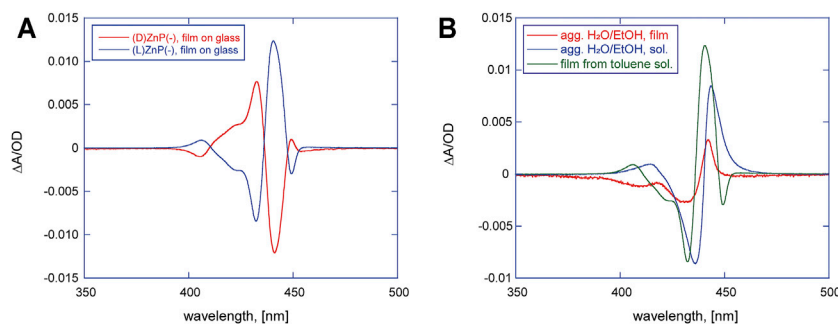 A
0.015
0.010
0.005
0
-0.005
-0.010
-0.015
ΔA/OD
(D)ZnP(-), film on glass
(L)ZnP(-), film on glass
350
400
450
500
wavelength, [nm]
B
0.015
0.01
0.005
0
-0.005
-0.01
ΔA/OD
agg. H₂O/EtOH, film
agg. H₂O/EtOH, sol.
film from toluene sol.
350
400
450
500
wavelength, [nm]